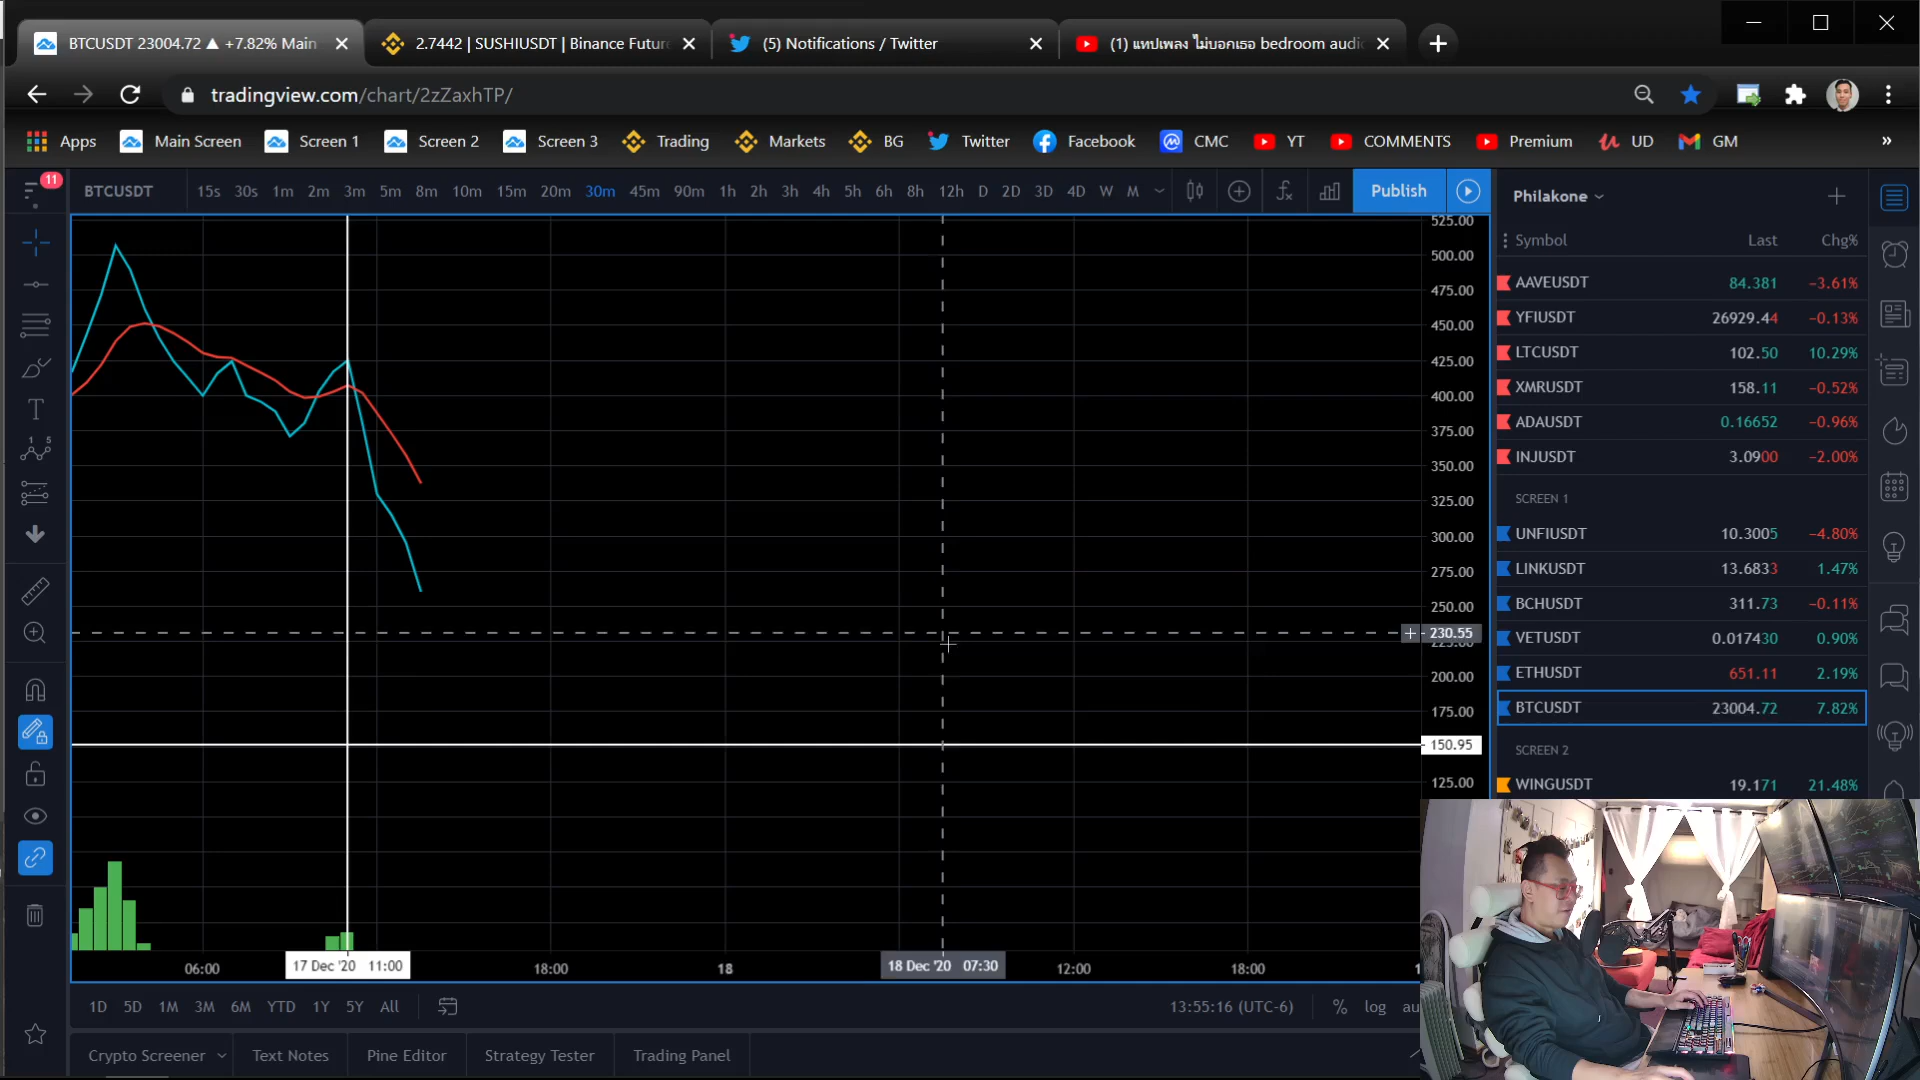 BTCUSDT 23004.72 ▲ +7.82% Main
2.7442 | SUSHIUSDT | Binance Futur
(5) Notifications / Twitter
(1) แทปเพลง ไม่บอกเธอ bedroom audi
tradingview.com/chart/2zZaxhTP/
Apps Main Screen Screen 1 Screen 2 Screen 3 Trading Markets BG Twitter Facebook CMC YT COMMENTS Premium UD GM »
11 BTCUSDT 15s 30s 1m 2m 3m 5m 8m 10m 15m 20m 30m 45m 90m 1h 2h 3h 4h 5h 6h 8h 12h D 2D 3D 4D W M Publish
Philakone
Symbol Last Chg%
AAVEUSDT 84.381 −3.61%
YFIUSDT 26929.44 −0.13%
LTCUSDT 102.50 10.29%
XMRUSDT 158.11 −0.52%
ADAUSDT 0.16652 −0.96%
INJUSDT 3.0900 −2.00%
SCREEN 1
UNFIUSDT 10.3005 −4.80%
LINKUSDT 13.6833 1.47%
BCHUSDT 311.73 −0.11%
VETUSDT 0.017430 0.90%
ETHUSDT 651.11 2.19%
BTCUSDT 23004.72 7.82%
SCREEN 2
WINGUSDT 19.171 21.48%
525.00
500.00
475.00
450.00
425.00
400.00
375.00
350.00
325.00
300.00
275.00
250.00
230.55
225.00
200.00
175.00
150.95
125.00
06:00 17 Dec '20 11:00 18:00 18 18 Dec '20 07:30 12:00 18:00 1
1D 5D 1M 3M 6M YTD 1Y 5Y All 13:55:16 (UTC-6) % log au
Crypto Screener Text Notes Pine Editor Strategy Tester Trading Panel